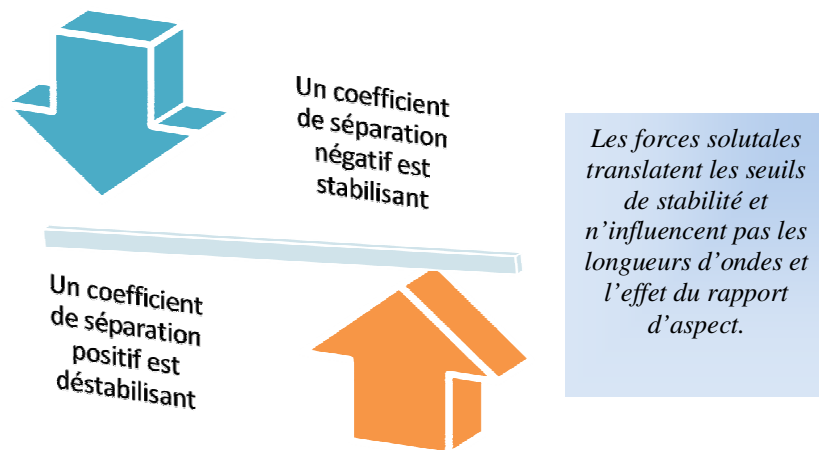 Un coefficient
de séparation
négatif est
stabilisant
Un coefficient
de séparation
positif est
déstabilisant
Les forces solutales
translatent les seuils
de stabilité et
n’influencent pas les
longueurs d’ondes et
l’effet du rapport
d’aspect.